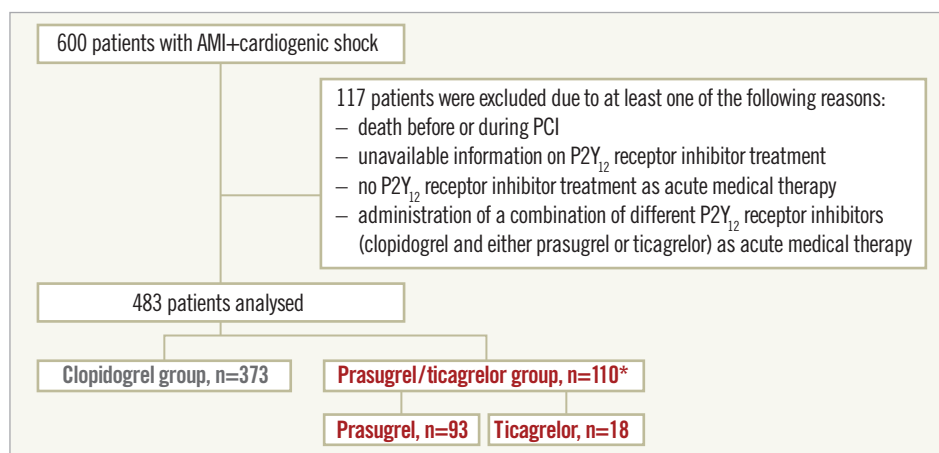 600 patients with AMI+cardiogenic shock
117 patients were excluded due to at least one of the following reasons:
– death before or during PCI
– unavailable information on P2Y₁₂ receptor inhibitor treatment
– no P2Y₁₂ receptor inhibitor treatment as acute medical therapy
– administration of a combination of different P2Y₁₂ receptor inhibitors
(clopidogrel and either prasugrel or ticagrelor) as acute medical therapy
483 patients analysed
Clopidogrel group, n=373
Prasugrel/ticagrelor group, n=110*
Prasugrel, n=93
Ticagrelor, n=18